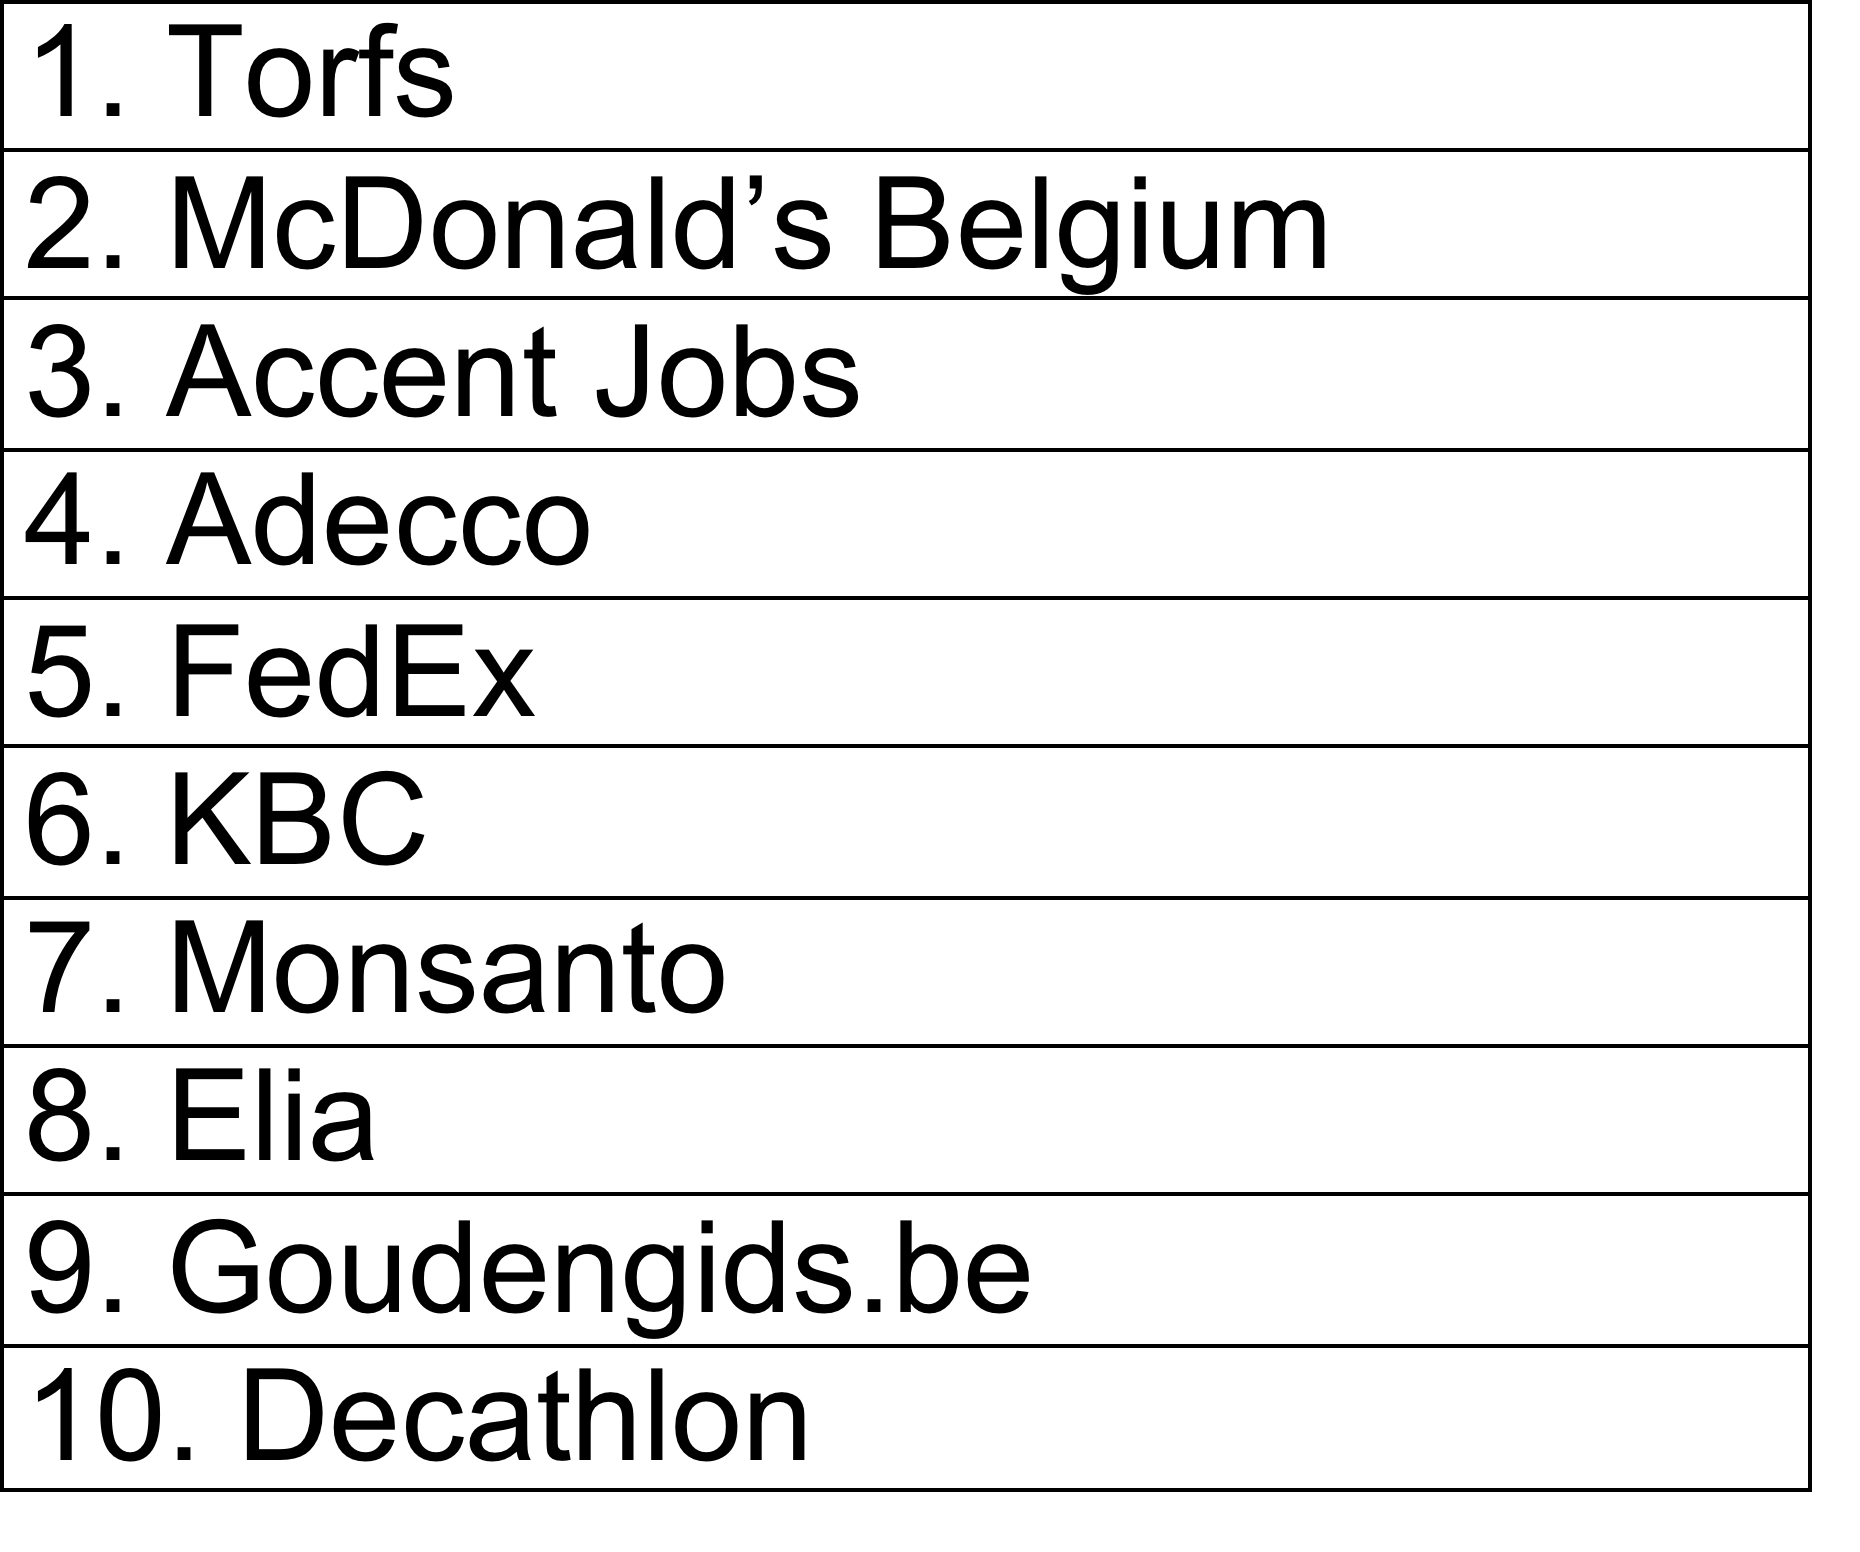 1. Torfs
2. McDonald’s Belgium
3. Accent Jobs
4. Adecco
5. FedEx
6. KBC
7. Monsanto
8. Elia
9. Goudengids.be
10. Decathlon